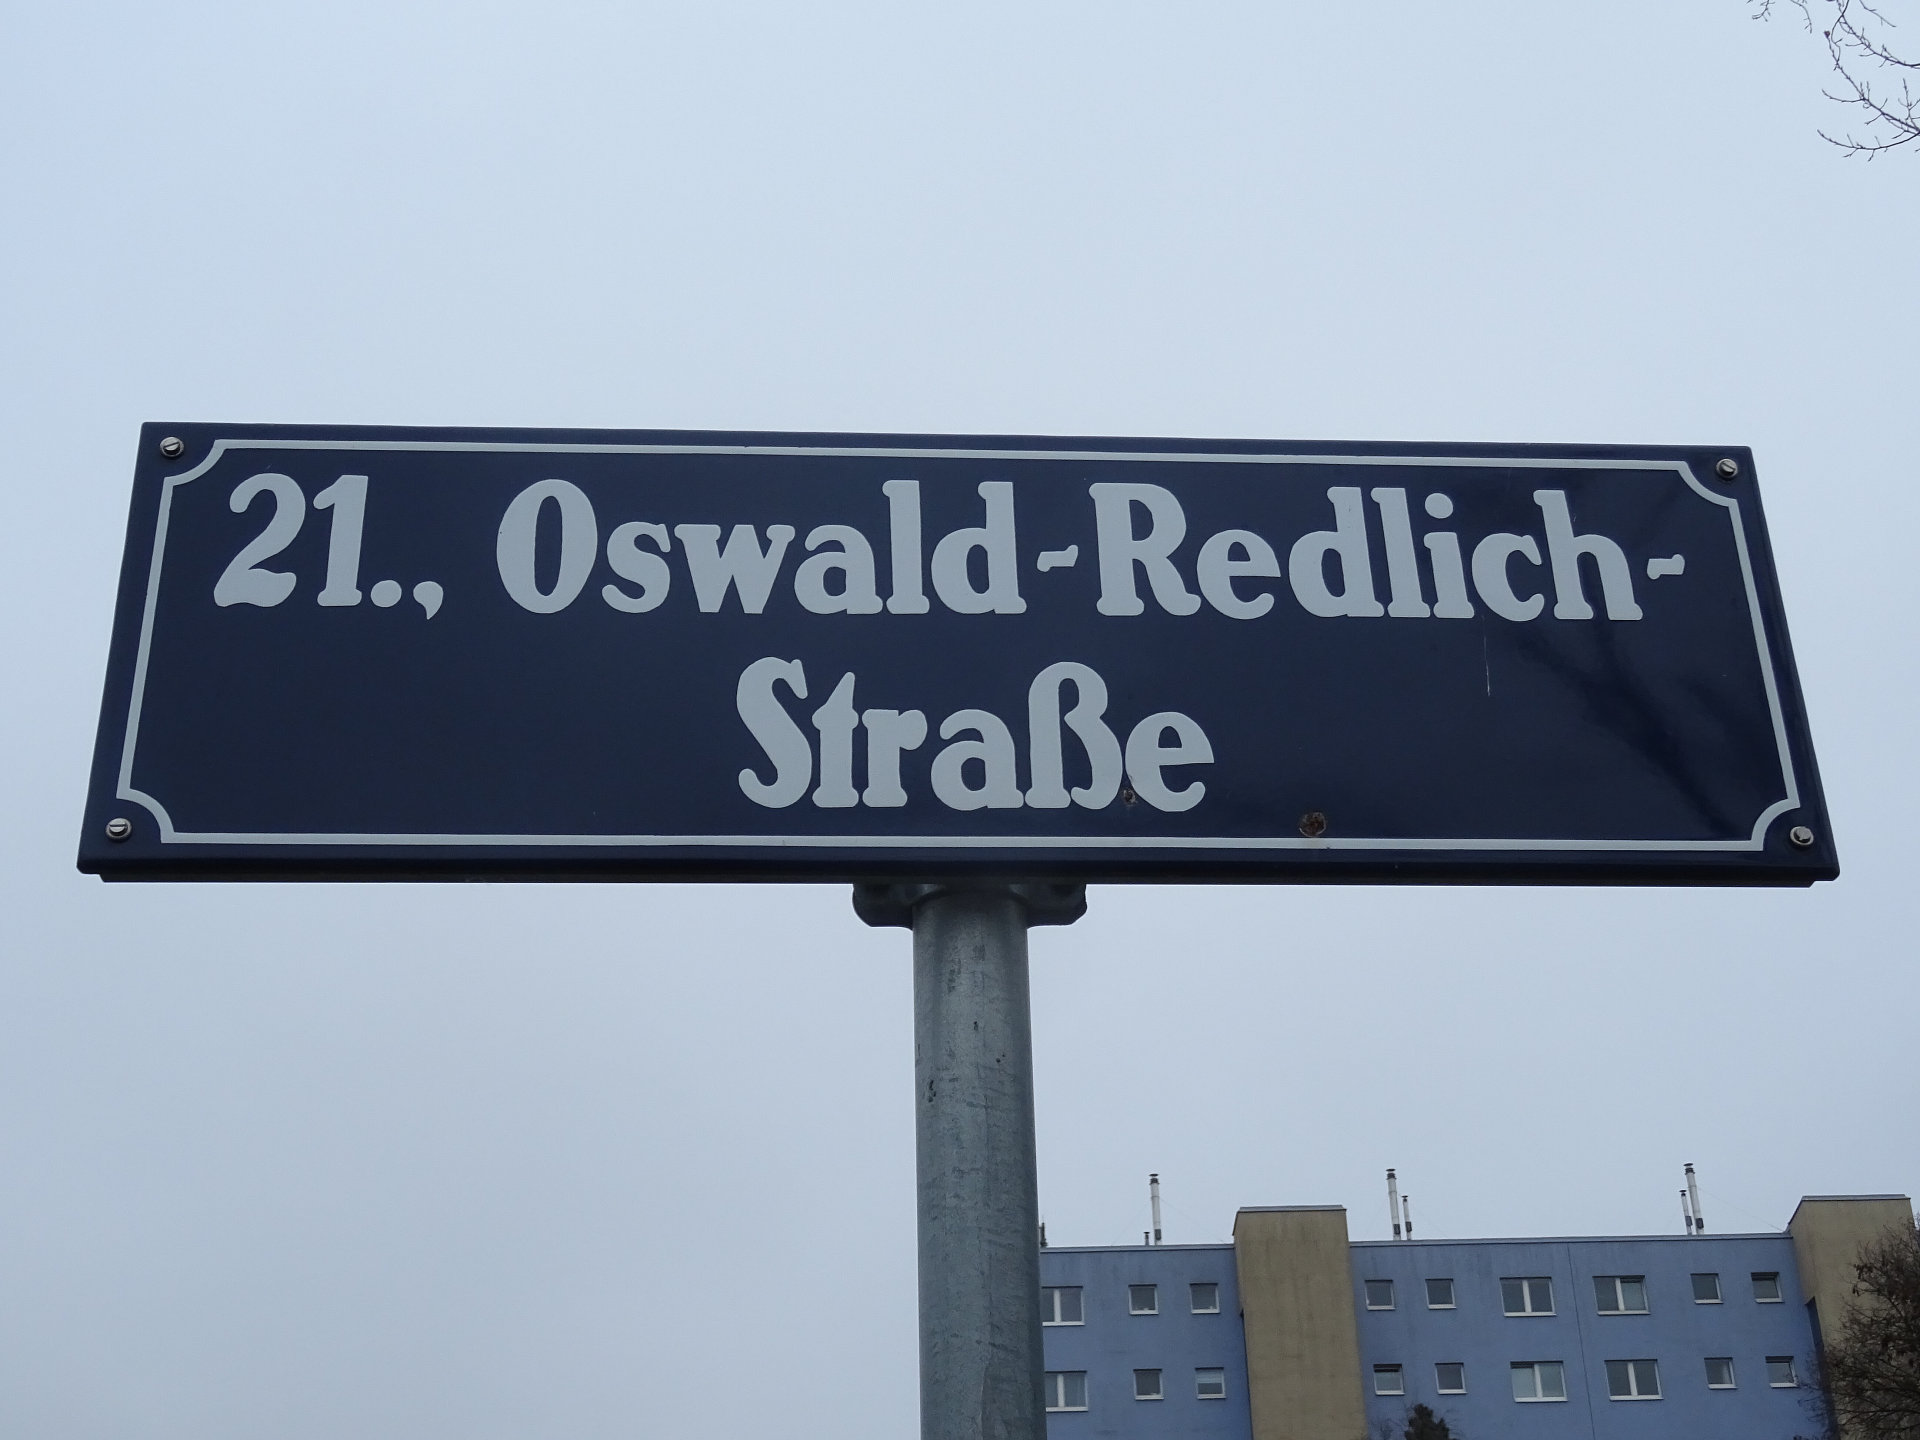 21., Oswald-Redlich-
Straße